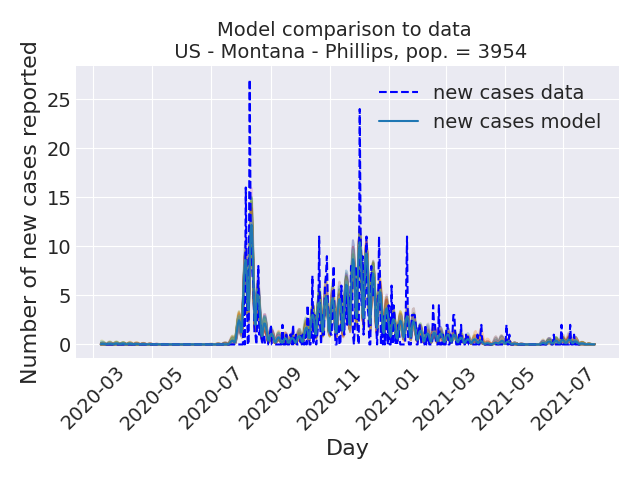 Model comparison to data
US - Montana - Phillips, pop. = 3954
Number of new cases reported
25
20
15
10
5
0
new cases data
new cases model
2020-03
2020-05
2020-07
2020-09
2020-11
2021-01
2021-03
2021-05
2021-07
Day